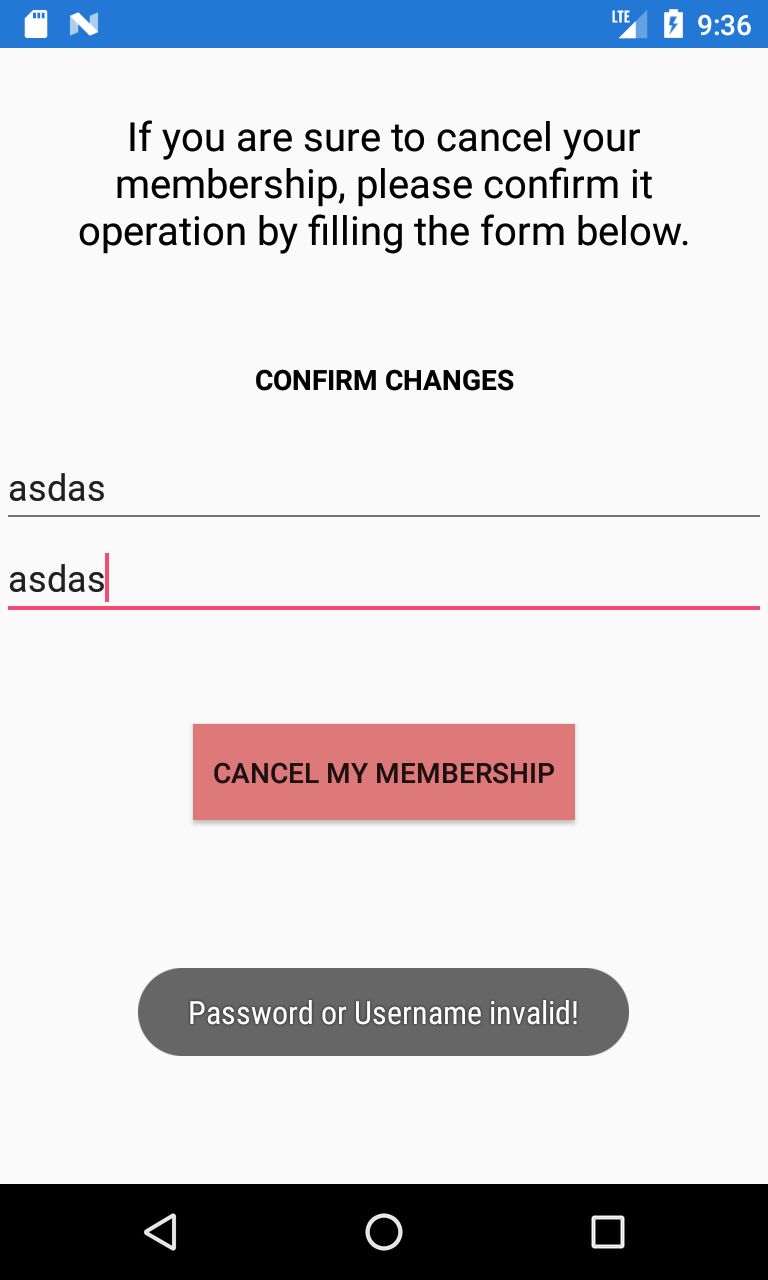 LTE 9:36
If you are sure to cancel your
membership, please confirm it
operation by filling the form below.
CONFIRM CHANGES
asdas
asdas
CANCEL MY MEMBERSHIP
Password or Username invalid!